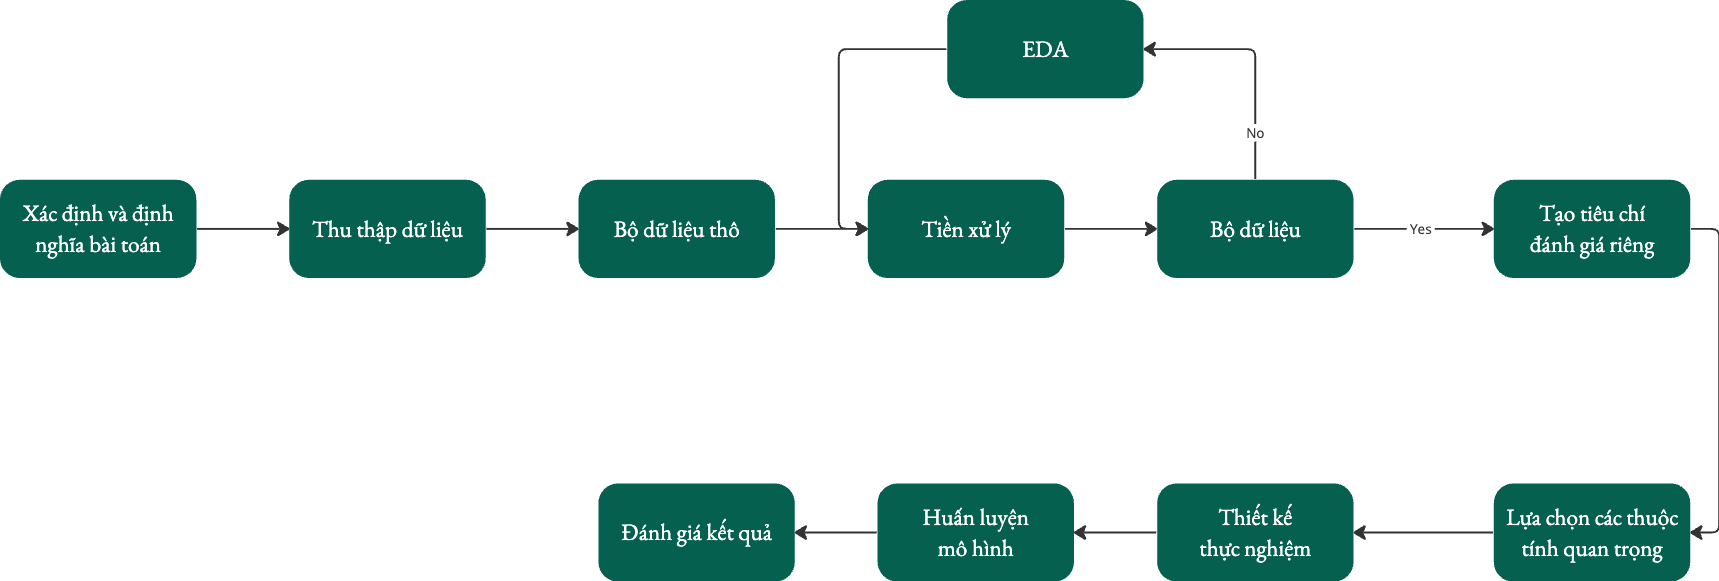 EDA
No
Xác định và định
nghĩa bài toán
Thu thập dữ liệu
Bộ dữ liệu thô
Tiền xử lý
Bộ dữ liệu
Yes
Tạo tiêu chí
đánh giá riêng
Đánh giá kết quả
Huấn luyện
mô hình
Thiết kế
thực nghiệm
Lựa chọn các thuộc
tính quan trọng